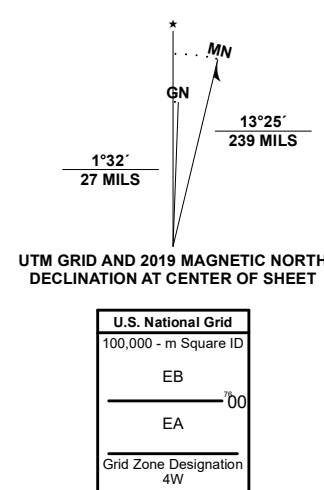 ★
MN
GN
13°25´
239 MILS
1°32´
27 MILS
UTM GRID AND 2019 MAGNETIC NORTH
DECLINATION AT CENTER OF SHEET
U.S. National Grid
100,000 - m Square ID
EB
⁷⁶00
EA
Grid Zone Designation
4W